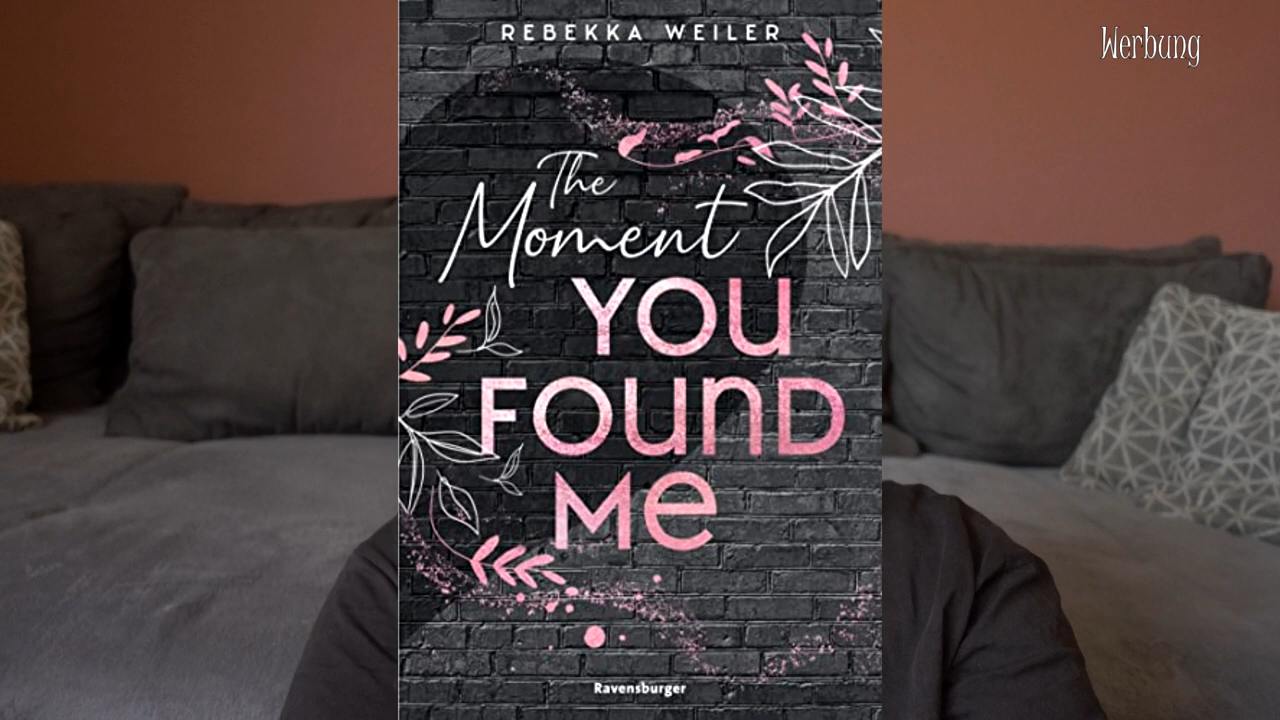 REBEKKA WEILER
Werbung
The
Moment
YOU
FOUND
Me
Ravensburger